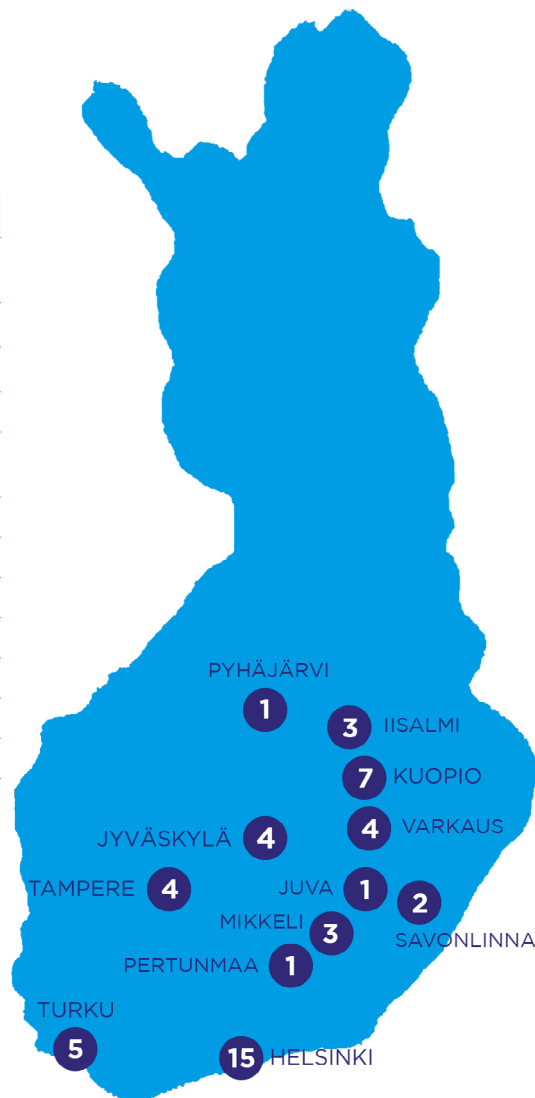 PYHÄJÄRVI
1
3 IISALMI
7 KUOPIO
JYVÄSKYLÄ 4
4 VARKAUS
TAMPERE 4
JUVA 1
2
SAVONLINNA
MIKKELI
3
PERTUNMAA 1
TURKU
5
15 HELSINKI